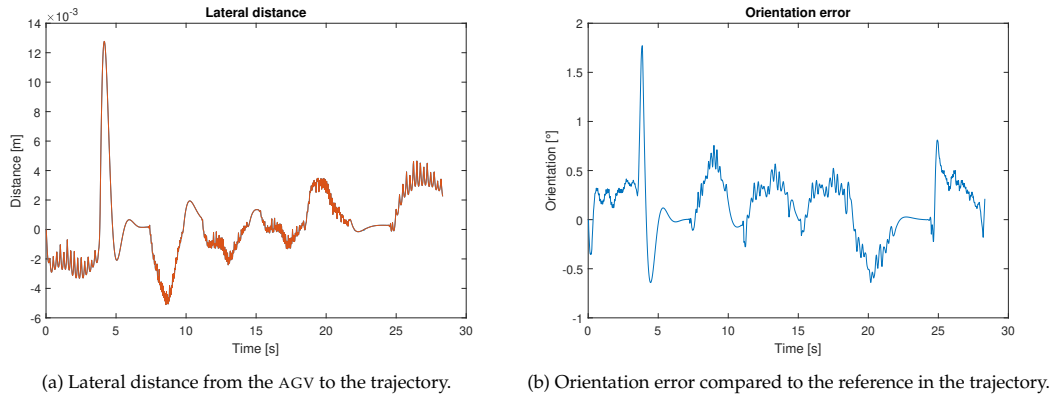 Lateral distance
×10⁻³
14
12
10
8
6
4
2
0
-2
-4
-6
Distance [m]
0 5 10 15 20 25 30
Time [s]
(a) Lateral distance from the AGV to the trajectory.
Orientation error
2
1.5
1
0.5
0
-0.5
-1
Orientation [°]
0 5 10 15 20 25 30
Time [s]
(b) Orientation error compared to the reference in the trajectory.